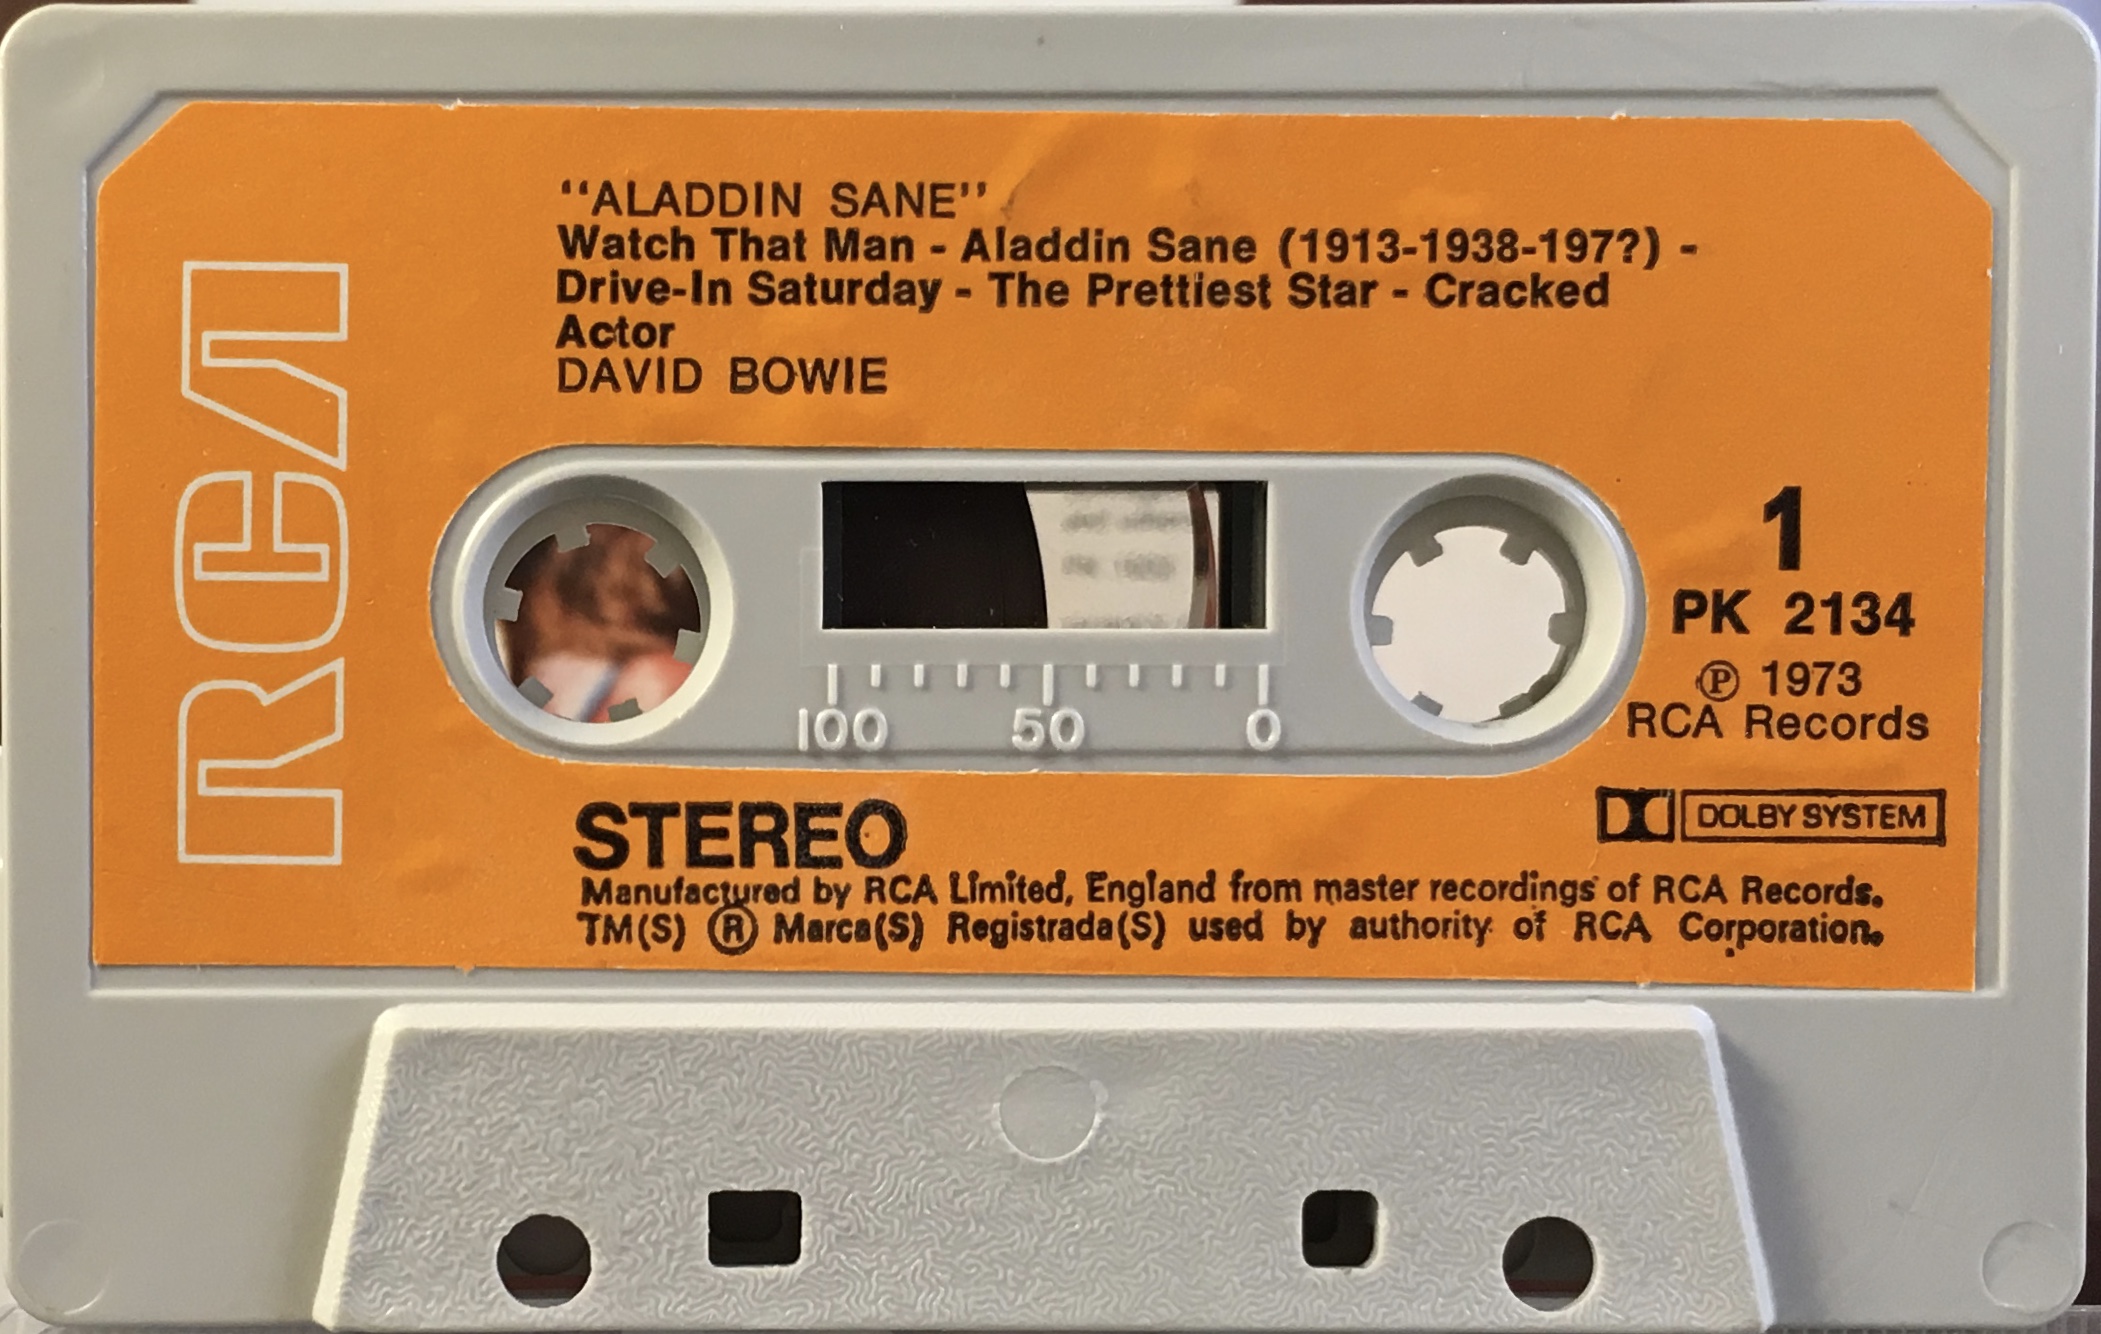 "ALADDIN SANE"
Watch That Man - Aladdin Sane (1913-1938-197?) -
Drive-In Saturday - The Prettiest Star - Cracked
Actor
DAVID BOWIE
RCA
1
PK 2134
℗ 1973
RCA Records
100 50 0
DOLBY SYSTEM
STEREO
Manufactured by RCA Limited, England from master recordings of RCA Records.
TM(S) ® Marca(S) Registrada(S) used by authority of RCA Corporation.